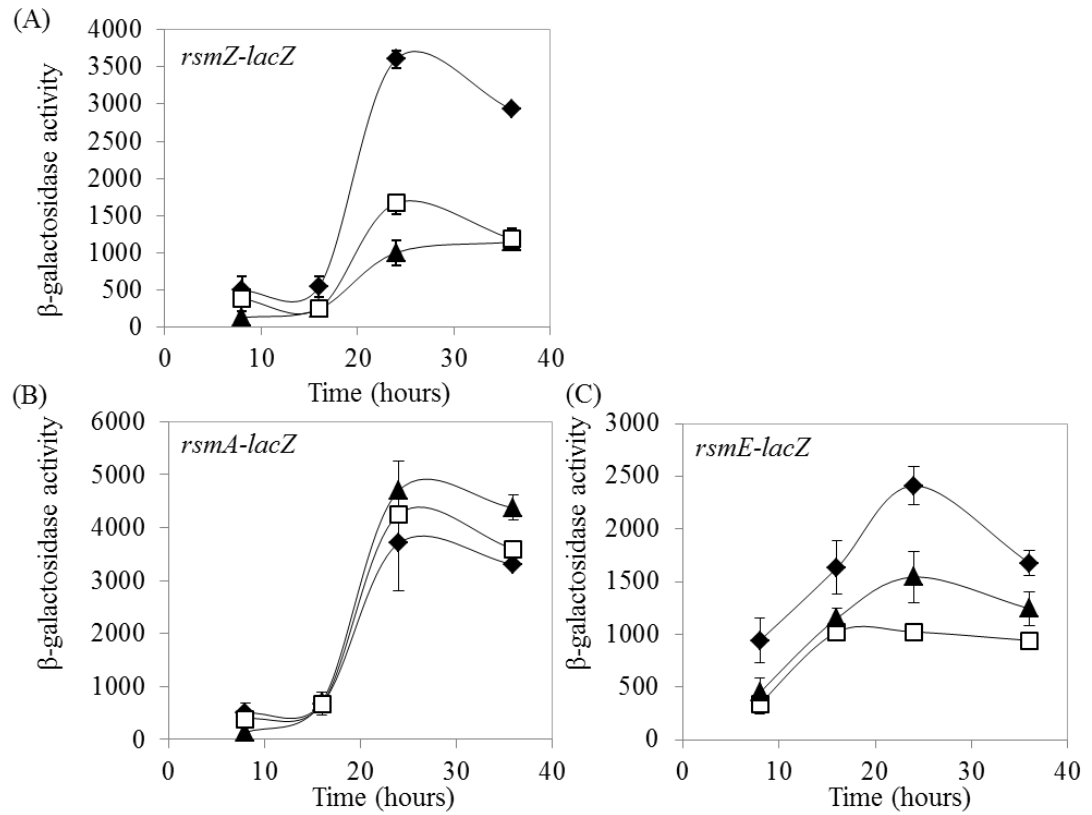 (A)
rsmZ-lacZ
β-galactosidase activity
4000
3500
3000
2500
2000
1500
1000
500
0
0 10 20 30 40
Time (hours)
(B)
rsmA-lacZ
β-galactosidase activity
6000
5000
4000
3000
2000
1000
0
0 10 20 30 40
Time (hours)
(C)
rsmE-lacZ
β-galactosidase activity
3000
2500
2000
1500
1000
500
0
0 10 20 30 40
Time (hours)